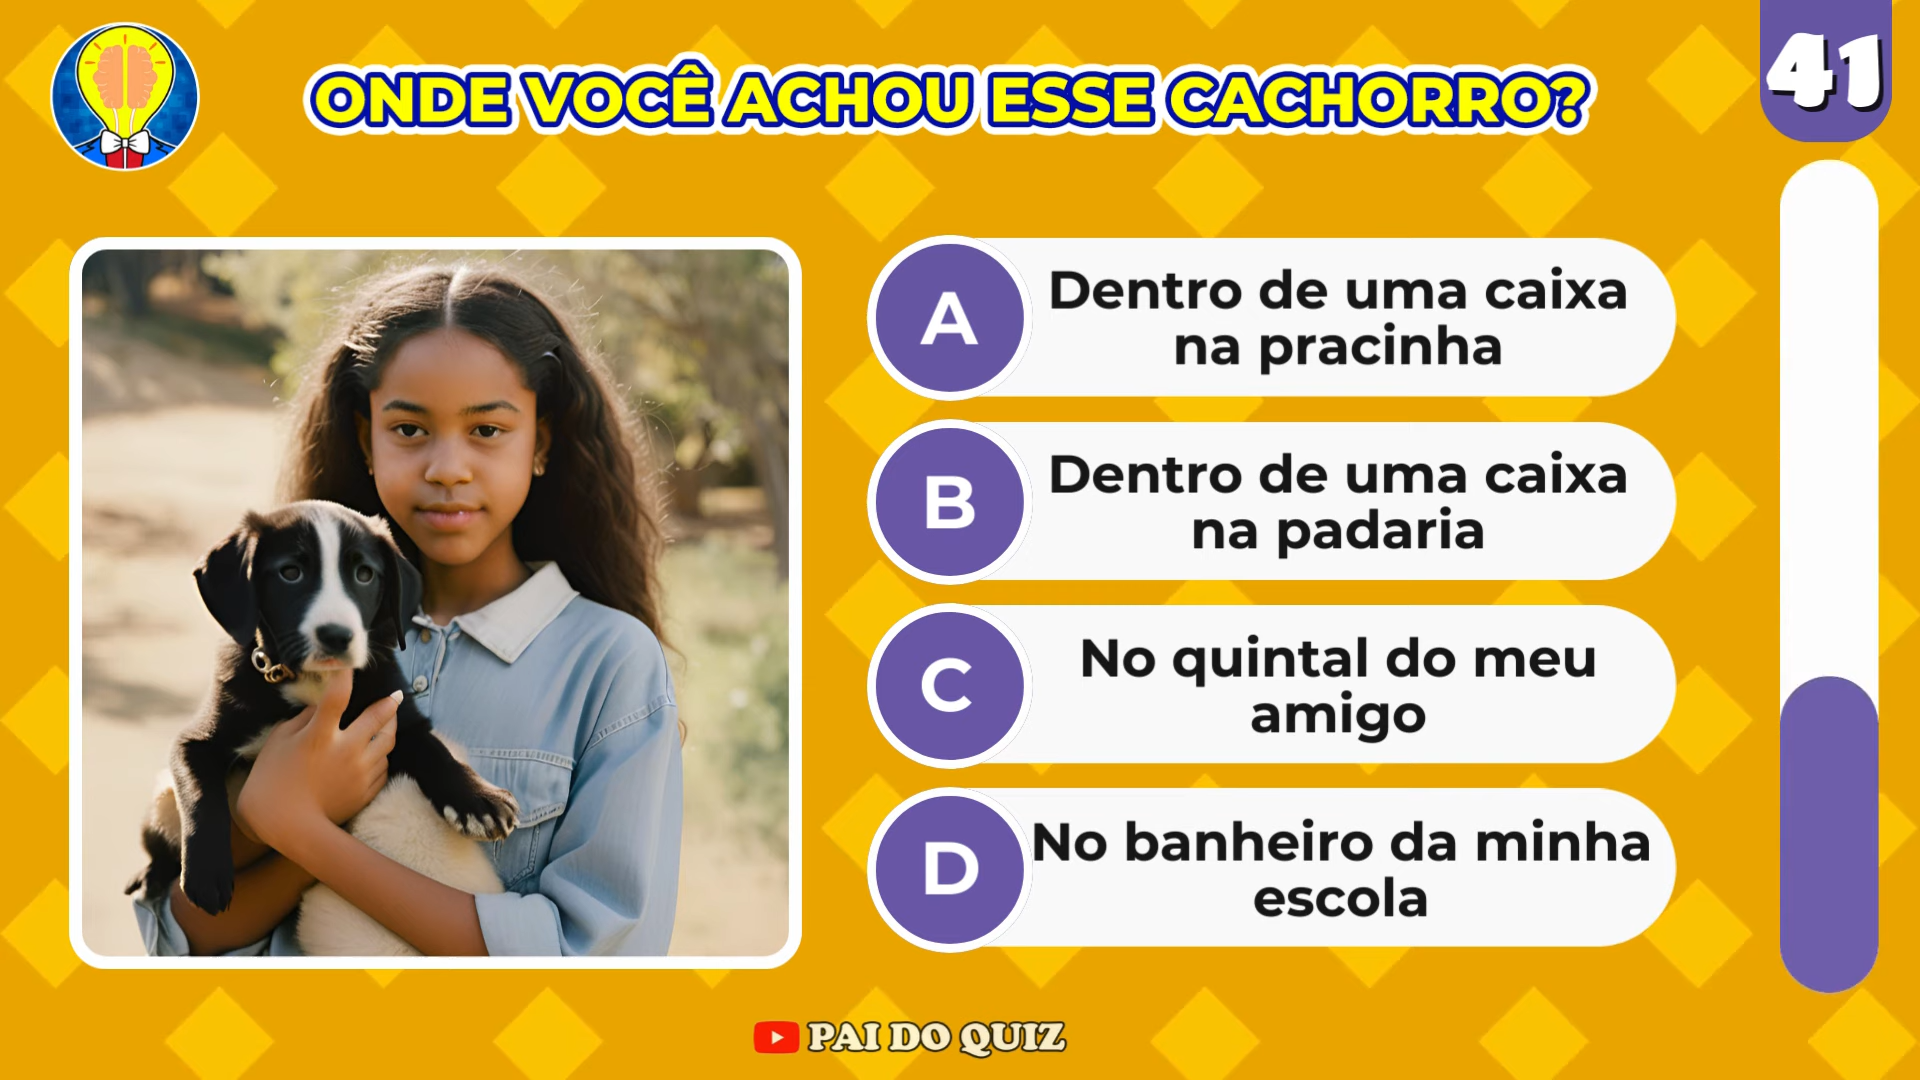 ONDE VOCÊ ACHOU ESSE CACHORRO?
41
A
Dentro de uma caixa
na pracinha
B
Dentro de uma caixa
na padaria
C
No quintal do meu
amigo
D
No banheiro da minha
escola
PAI DO QUIZ